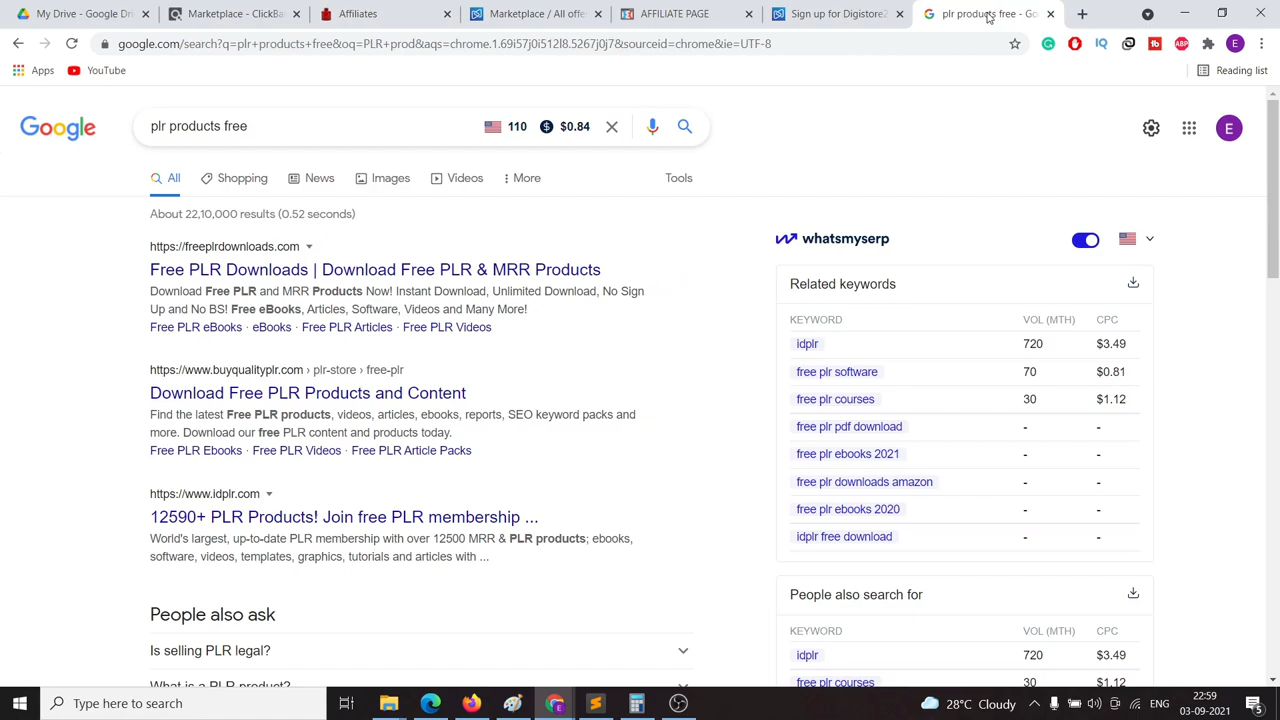 My Drive - Google Dri
Marketplace - ClickBa
Affiliates
Marketplace / All offe
AFFILIATE PAGE
Sign up for Digistore2
plr products free - Go
google.com/search?q=plr+products+free&oq=PLR+prod&aqs=chrome.1.69i57j0i512l8.5267j0j7&sourceid=chrome&ie=UTF-8
Apps
YouTube
Reading list
Google
plr products free
110
$0.84
E
All
Shopping
News
Images
Videos
More
Tools
About 22,10,000 results (0.52 seconds)
https://freeplrdownloads.com
Free PLR Downloads | Download Free PLR & MRR Products
Download Free PLR and MRR Products Now! Instant Download, Unlimited Download, No Sign
Up and No BS! Free eBooks, Articles, Software, Videos and Many More!
Free PLR eBooks · eBooks · Free PLR Articles · Free PLR Videos
https://www.buyqualityplr.com › plr-store › free-plr
Download Free PLR Products and Content
Find the latest Free PLR products, videos, articles, ebooks, reports, SEO keyword packs and
more. Download our free PLR content and products today.
Free PLR Ebooks · Free PLR Videos · Free PLR Article Packs
https://www.idplr.com
12590+ PLR Products! Join free PLR membership ...
World's largest, up-to-date PLR membership with over 12500 MRR & PLR products; ebooks,
software, videos, templates, graphics, tutorials and articles with ...
People also ask
Is selling PLR legal?
What is a PLR product?
whatsmyserp
Related keywords
KEYWORD VOL (MTH) CPC
idplr 720 $3.49
free plr software 70 $0.81
free plr courses 30 $1.12
free plr pdf download - -
free plr ebooks 2021 - -
free plr downloads amazon - -
free plr ebooks 2020 - -
idplr free download - -
People also search for
KEYWORD VOL (MTH) CPC
idplr 720 $3.49
free plr courses 30 $1.12
Type here to search
28°C Cloudy
ENG
22:59
03-09-2021
5